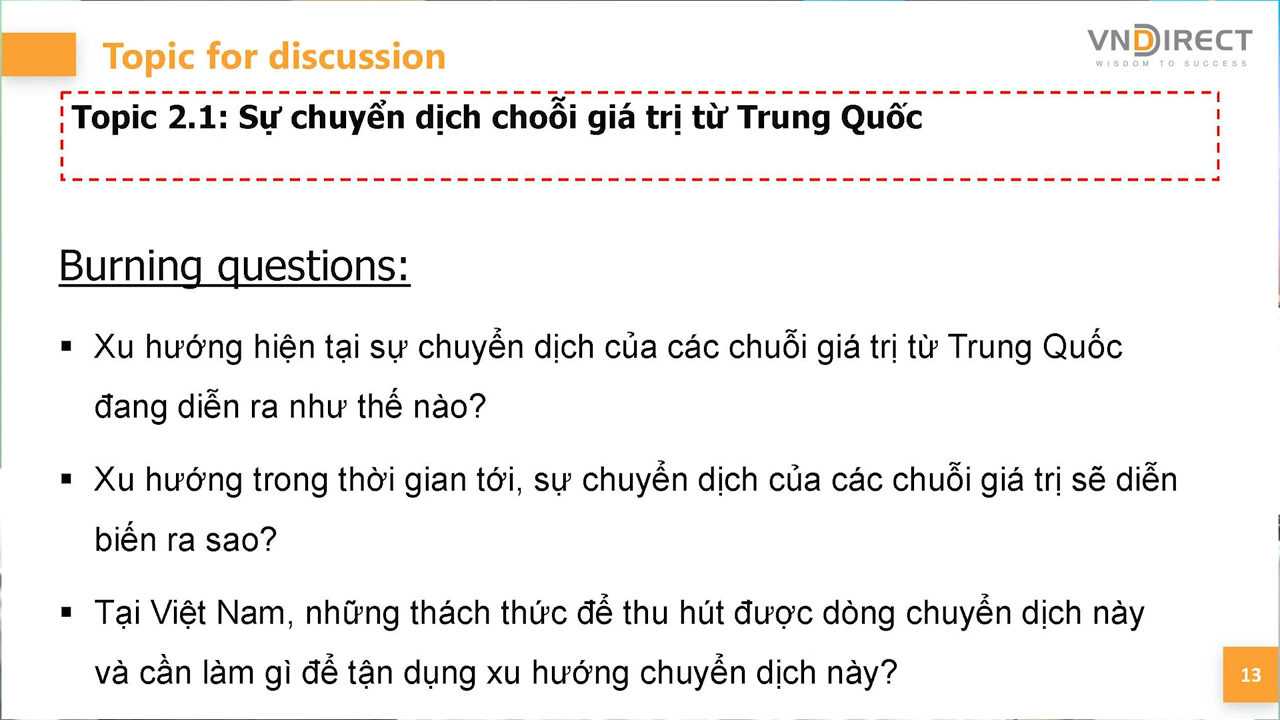 Topic for discussion
VNDIRECT
WISDOM TO SUCCESS
Topic 2.1: Sự chuyển dịch choỗi giá trị từ Trung Quốc
Burning questions:
▪ Xu hướng hiện tại sự chuyển dịch của các chuỗi giá trị từ Trung Quốc
đang diễn ra như thế nào?
▪ Xu hướng trong thời gian tới, sự chuyển dịch của các chuỗi giá trị sẽ diễn
biến ra sao?
▪ Tại Việt Nam, những thách thức để thu hút được dòng chuyển dịch này
và cần làm gì để tận dụng xu hướng chuyển dịch này?
13